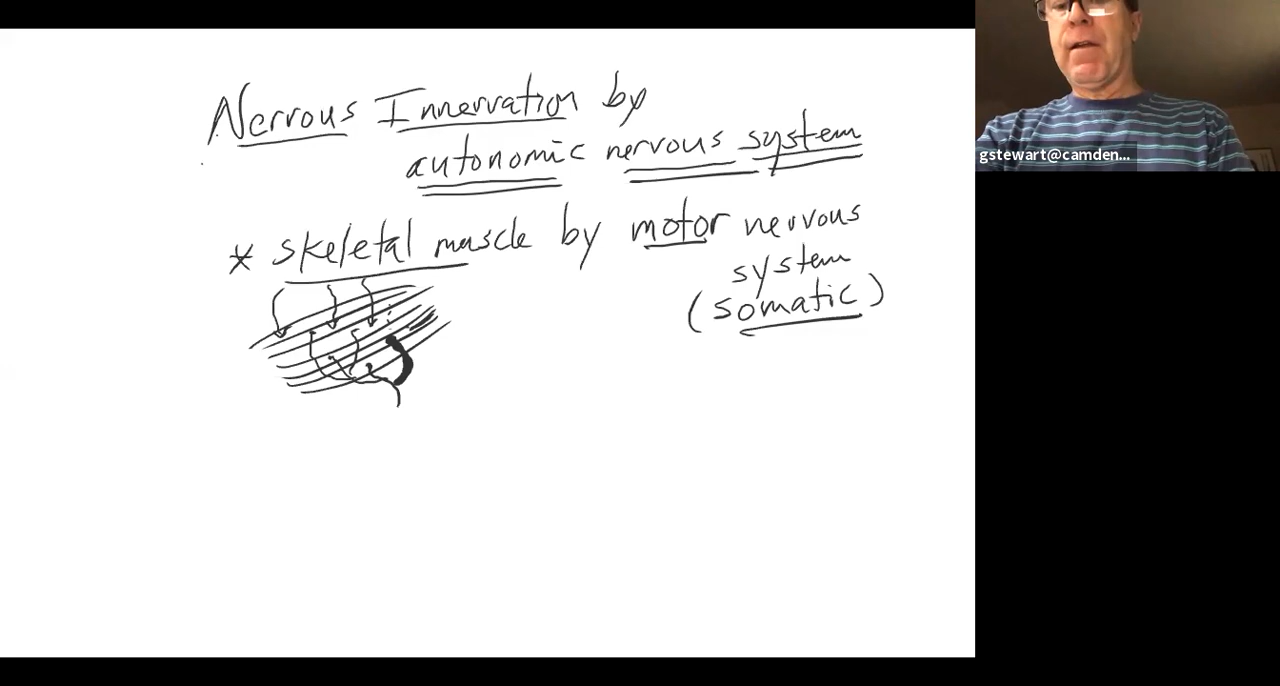 Nervous Innervation by
autonomic nervous system
* skeletal muscle by motor nervous
system
(somatic)
gstewart@camden...